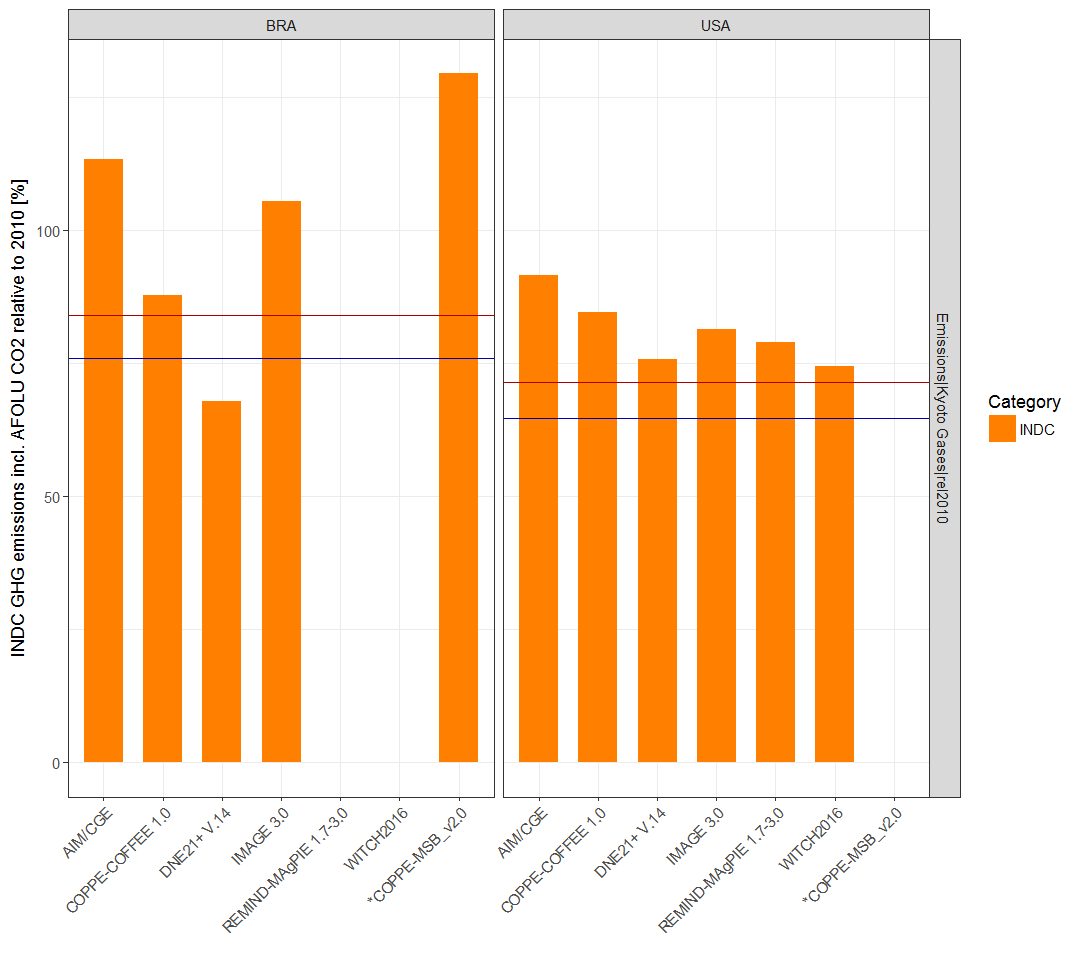 BRA
USA
INDC GHG emissions incl. AFOLU CO2 relative to 2010 [%]
100
50
0
Emissions|Kyoto Gases|rel2010
Category
INDC
AIM/CGE
COPPE-COFFEE 1.0
DNE21+ V.14
IMAGE 3.0
REMIND-MAgPIE 1.7-3.0
WITCH2016
*COPPE-MSB_v2.0
AIM/CGE
COPPE-COFFEE 1.0
DNE21+ V.14
IMAGE 3.0
REMIND-MAgPIE 1.7-3.0
WITCH2016
*COPPE-MSB_v2.0